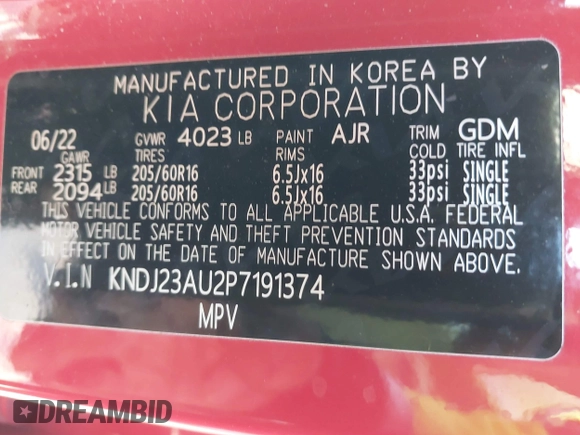 MANUFACTURED IN KOREA BY
KIA CORPORATION
06/22 GVWR 4023 LB PAINT AJR TRIM GDM
GAWR TIRES RIMS COLD TIRE INFL
FRONT 2315 LB 205/60R16 6.5Jx16 33psi SINGLE
REAR 2094 LB 205/60R16 6.5Jx16 33psi SINGLE
THIS VEHICLE CONFORMS TO ALL APPLICABLE U.S.A. FEDERAL
MOTOR VEHICLE SAFETY AND THEFT PREVENTION STANDARDS
IN EFFECT ON THE DATE OF MANUFACTURE SHOWN ABOVE.
V.I.N KNDJ23AU2P7191374
MPV
DREAMBID